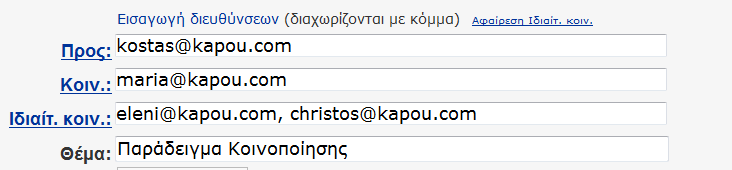 Εισαγωγή διευθύνσεων (διαχωρίζονται με κόμμα) Αφαίρεση Ιδιαίτ. κοιν.
Προς: kostas@kapou.com
Κοιν.: maria@kapou.com
Ιδιαίτ. κοιν.: eleni@kapou.com, christos@kapou.com
Θέμα: Παράδειγμα Κοινοποίησης